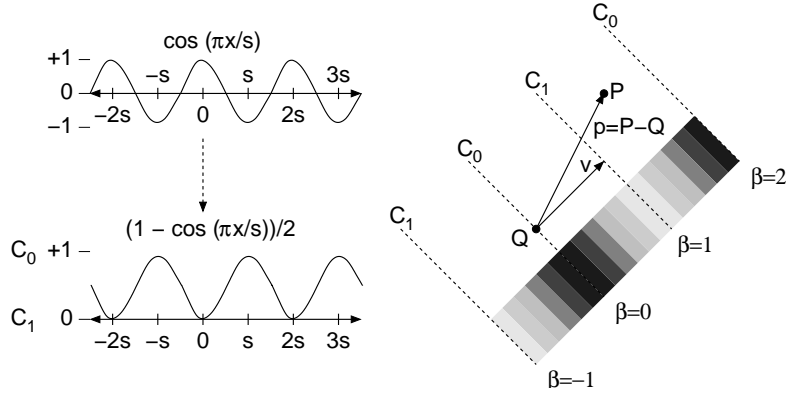 cos (πx/s)
+1
0
−1
−s
s
3s
−2s
0
2s
(1 − cos (πx/s))/2
C₀ +1
C₁ 0
−2s −s 0 s 2s 3s
C₀
C₁
P
p=P−Q
C₀
v
β=2
C₁
Q
β=1
β=0
β=−1